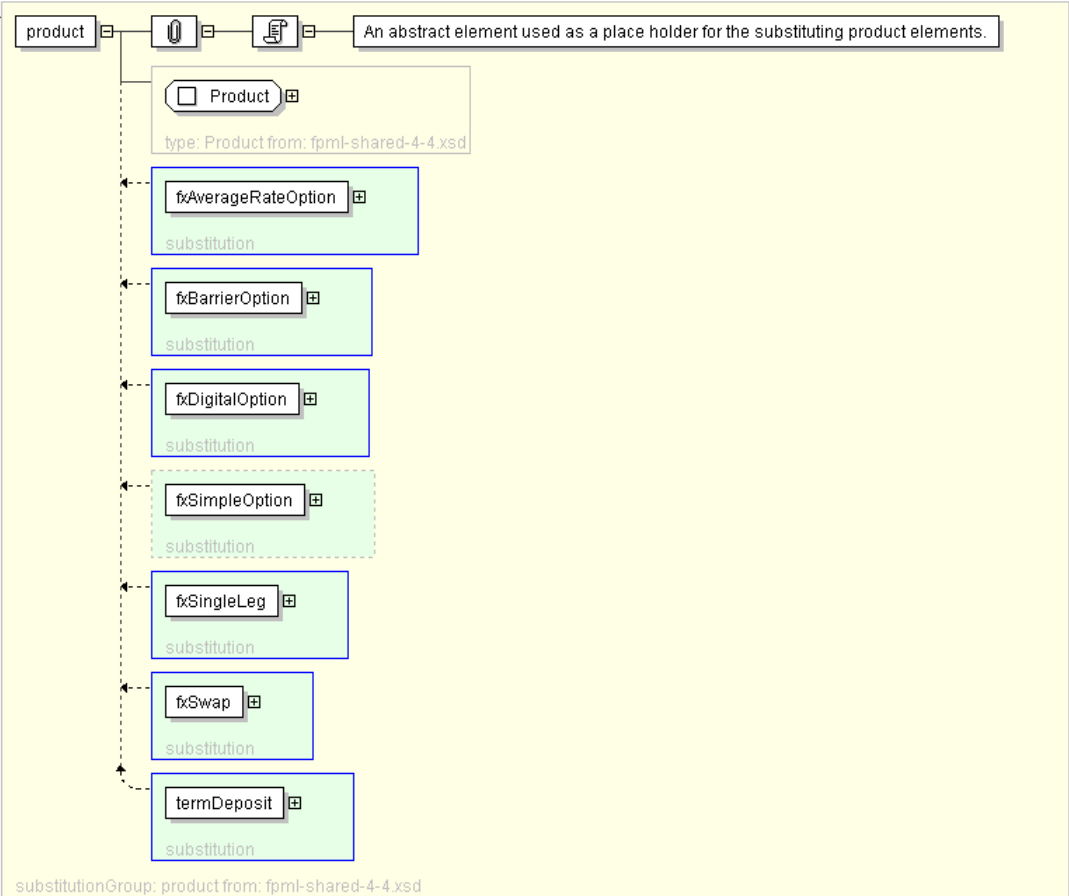 product
An abstract element used as a place holder for the substituting product elements.
Product
type: Product from: fpml-shared-4-4.xsd
fxAverageRateOption
substitution
fxBarrierOption
substitution
fxDigitalOption
substitution
fxSimpleOption
substitution
fxSingleLeg
substitution
fxSwap
substitution
termDeposit
substitution
substitutionGroup: product from: fpml-shared-4-4.xsd